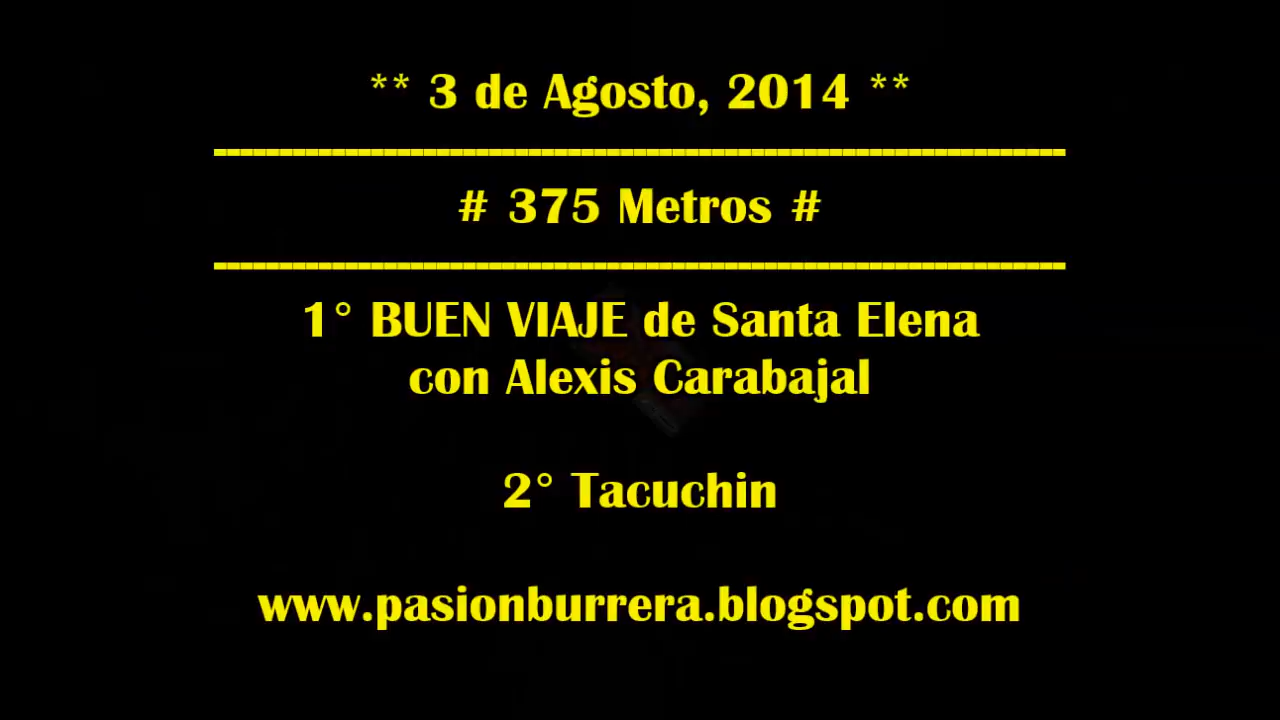 ** 3 de Agosto, 2014 **
# 375 Metros #
1° BUEN VIAJE de Santa Elena
con Alexis Carabajal
2° Tacuchin
www.pasionburrera.blogspot.com